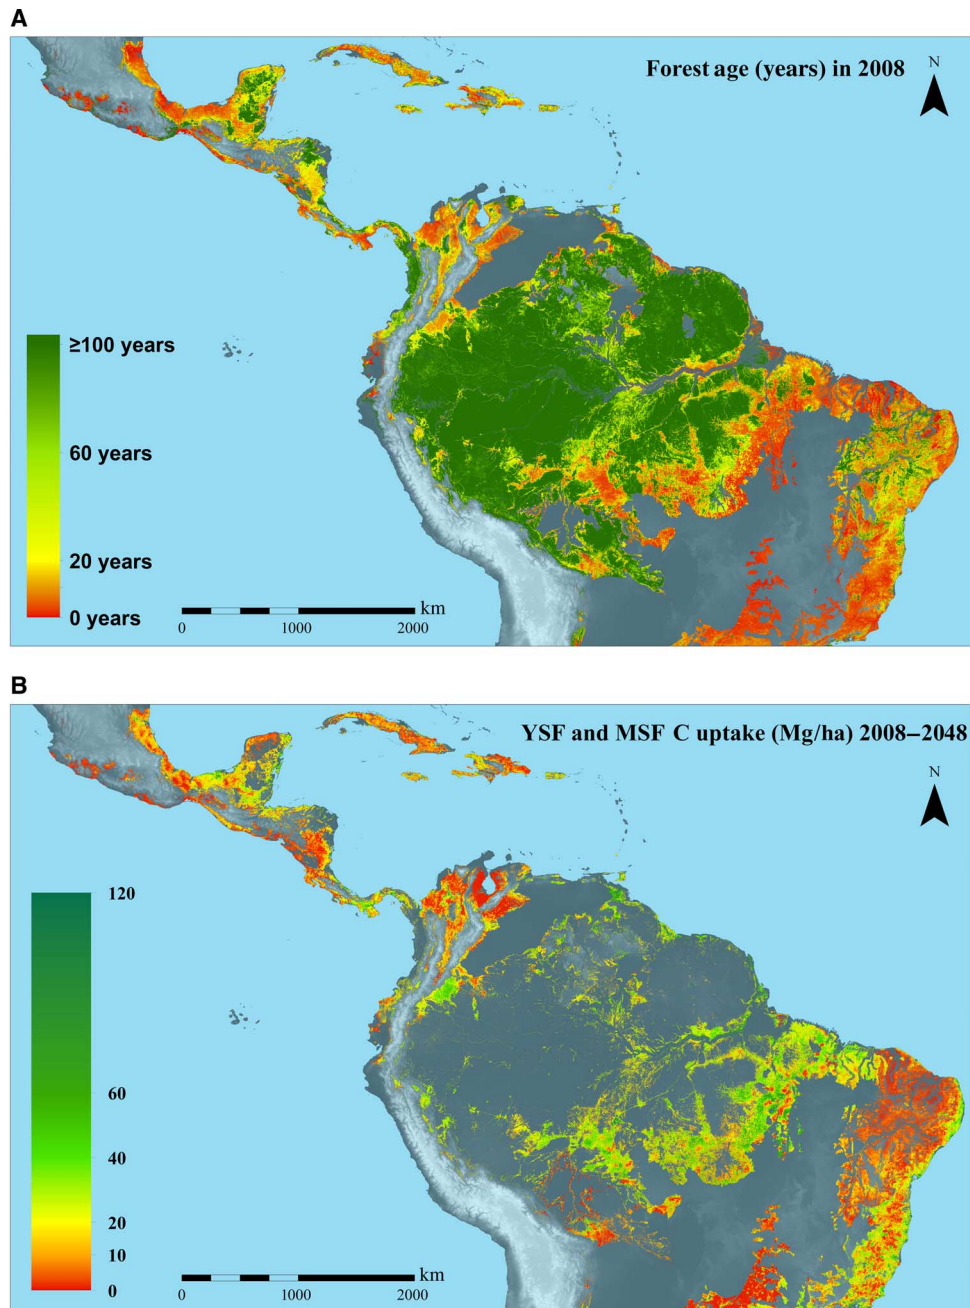 A
Forest age (years) in 2008
N
≥100 years
60 years
20 years
0 years
km
0 1000 2000
B
YSF and MSF C uptake (Mg/ha) 2008–2048
N
120
60
40
20
10
0
km
0 1000 2000